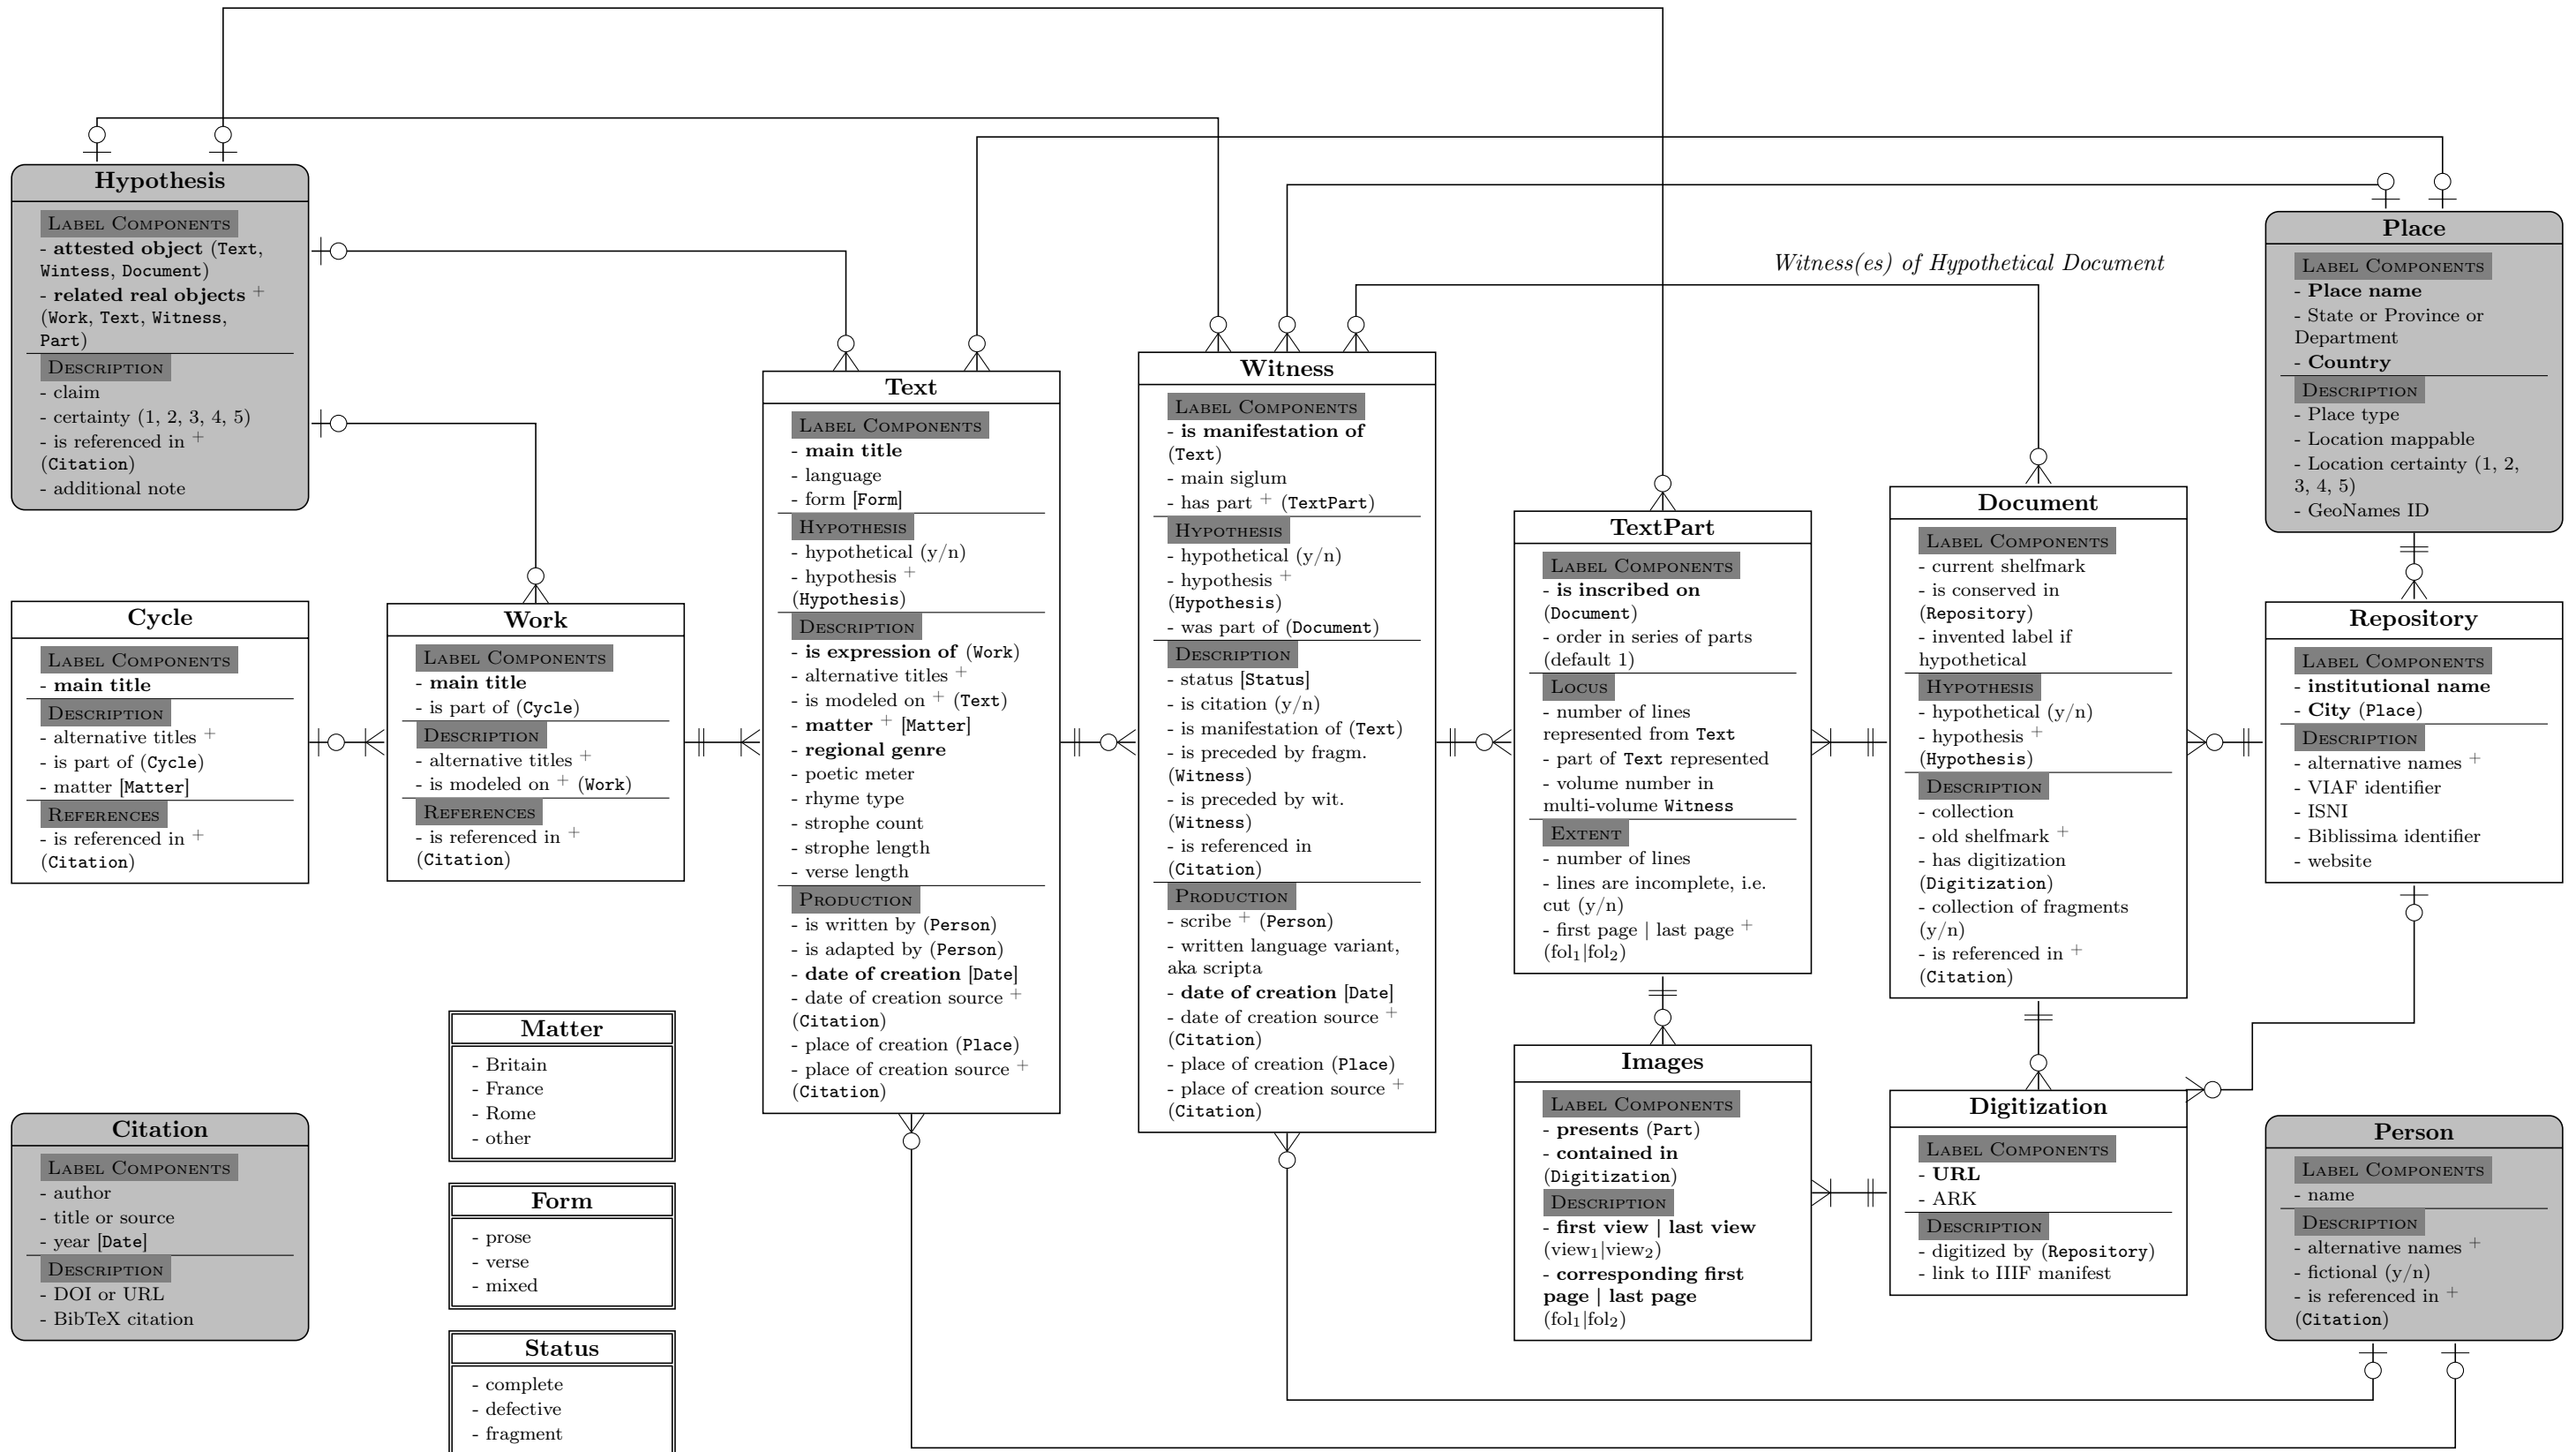 Hypothesis
Label Components
- attested object (Text,
Wintess, Document)
- related real objects +
(Work, Text, Witness,
Part)
Description
- claim
- certainty (1, 2, 3, 4, 5)
- is referenced in +
(Citation)
- additional note
Cycle
Label Components
- main title
Description
- alternative titles +
- is part of (Cycle)
- matter [Matter]
References
- is referenced in +
(Citation)
Citation
Label Components
- author
- title or source
- year [Date]
Description
- DOI or URL
- BibTeX citation
Work
Label Components
- main title
- is part of (Cycle)
Description
- alternative titles +
- is modeled on + (Work)
References
- is referenced in +
(Citation)
Matter
- Britain
- France
- Rome
- other
Form
- prose
- verse
- mixed
Status
- complete
- defective
- fragment
Text
Label Components
- main title
- language
- form [Form]
Hypothesis
- hypothetical (y/n)
- hypothesis +
(Hypothesis)
Description
- is expression of (Work)
- alternative titles +
- is modeled on + (Text)
- matter + [Matter]
- regional genre
- poetic meter
- rhyme type
- strophe count
- strophe length
- verse length
Production
- is written by (Person)
- is adapted by (Person)
- date of creation [Date]
- date of creation source +
(Citation)
- place of creation (Place)
- place of creation source +
(Citation)
Witness
Label Components
- is manifestation of
(Text)
- main siglum
- has part + (TextPart)
Hypothesis
- hypothetical (y/n)
- hypothesis +
(Hypothesis)
- was part of (Document)
Description
- status [Status]
- is citation (y/n)
- is manifestation of (Text)
- is preceded by fragm.
(Witness)
- is preceded by wit.
(Witness)
- is referenced in
(Citation)
Production
- scribe + (Person)
- written language variant,
aka scripta
- date of creation [Date]
- date of creation source +
(Citation)
- place of creation (Place)
- place of creation source +
(Citation)
Witness(es) of Hypothetical Document
TextPart
Label Components
- is inscribed on
(Document)
- order in series of parts
(default 1)
Locus
- number of lines
represented from Text
- part of Text represented
- volume number in
multi-volume Witness
Extent
- number of lines
- lines are incomplete, i.e.
cut (y/n)
- first page | last page +
(fol₁|fol₂)
Images
Label Components
- presents (Part)
- contained in
(Digitization)
Description
- first view | last view
(view₁|view₂)
- corresponding first
page | last page
(fol₁|fol₂)
Document
Label Components
- current shelfmark
- is conserved in
(Repository)
- invented label if
hypothetical
Hypothesis
- hypothetical (y/n)
- hypothesis +
(Hypothesis)
Description
- collection
- old shelfmark +
- has digitization
(Digitization)
- collection of fragments
(y/n)
- is referenced in +
(Citation)
Digitization
Label Components
- URL
- ARK
Description
- digitized by (Repository)
- link to IIIF manifest
Place
Label Components
- Place name
- State or Province or
Department
- Country
Description
- Place type
- Location mappable
- Location certainty (1, 2,
3, 4, 5)
- GeoNames ID
Repository
Label Components
- institutional name
- City (Place)
Description
- alternative names +
- VIAF identifier
- ISNI
- Biblissima identifier
- website
Person
Label Components
- name
Description
- alternative names +
- fictional (y/n)
- is referenced in +
(Citation)